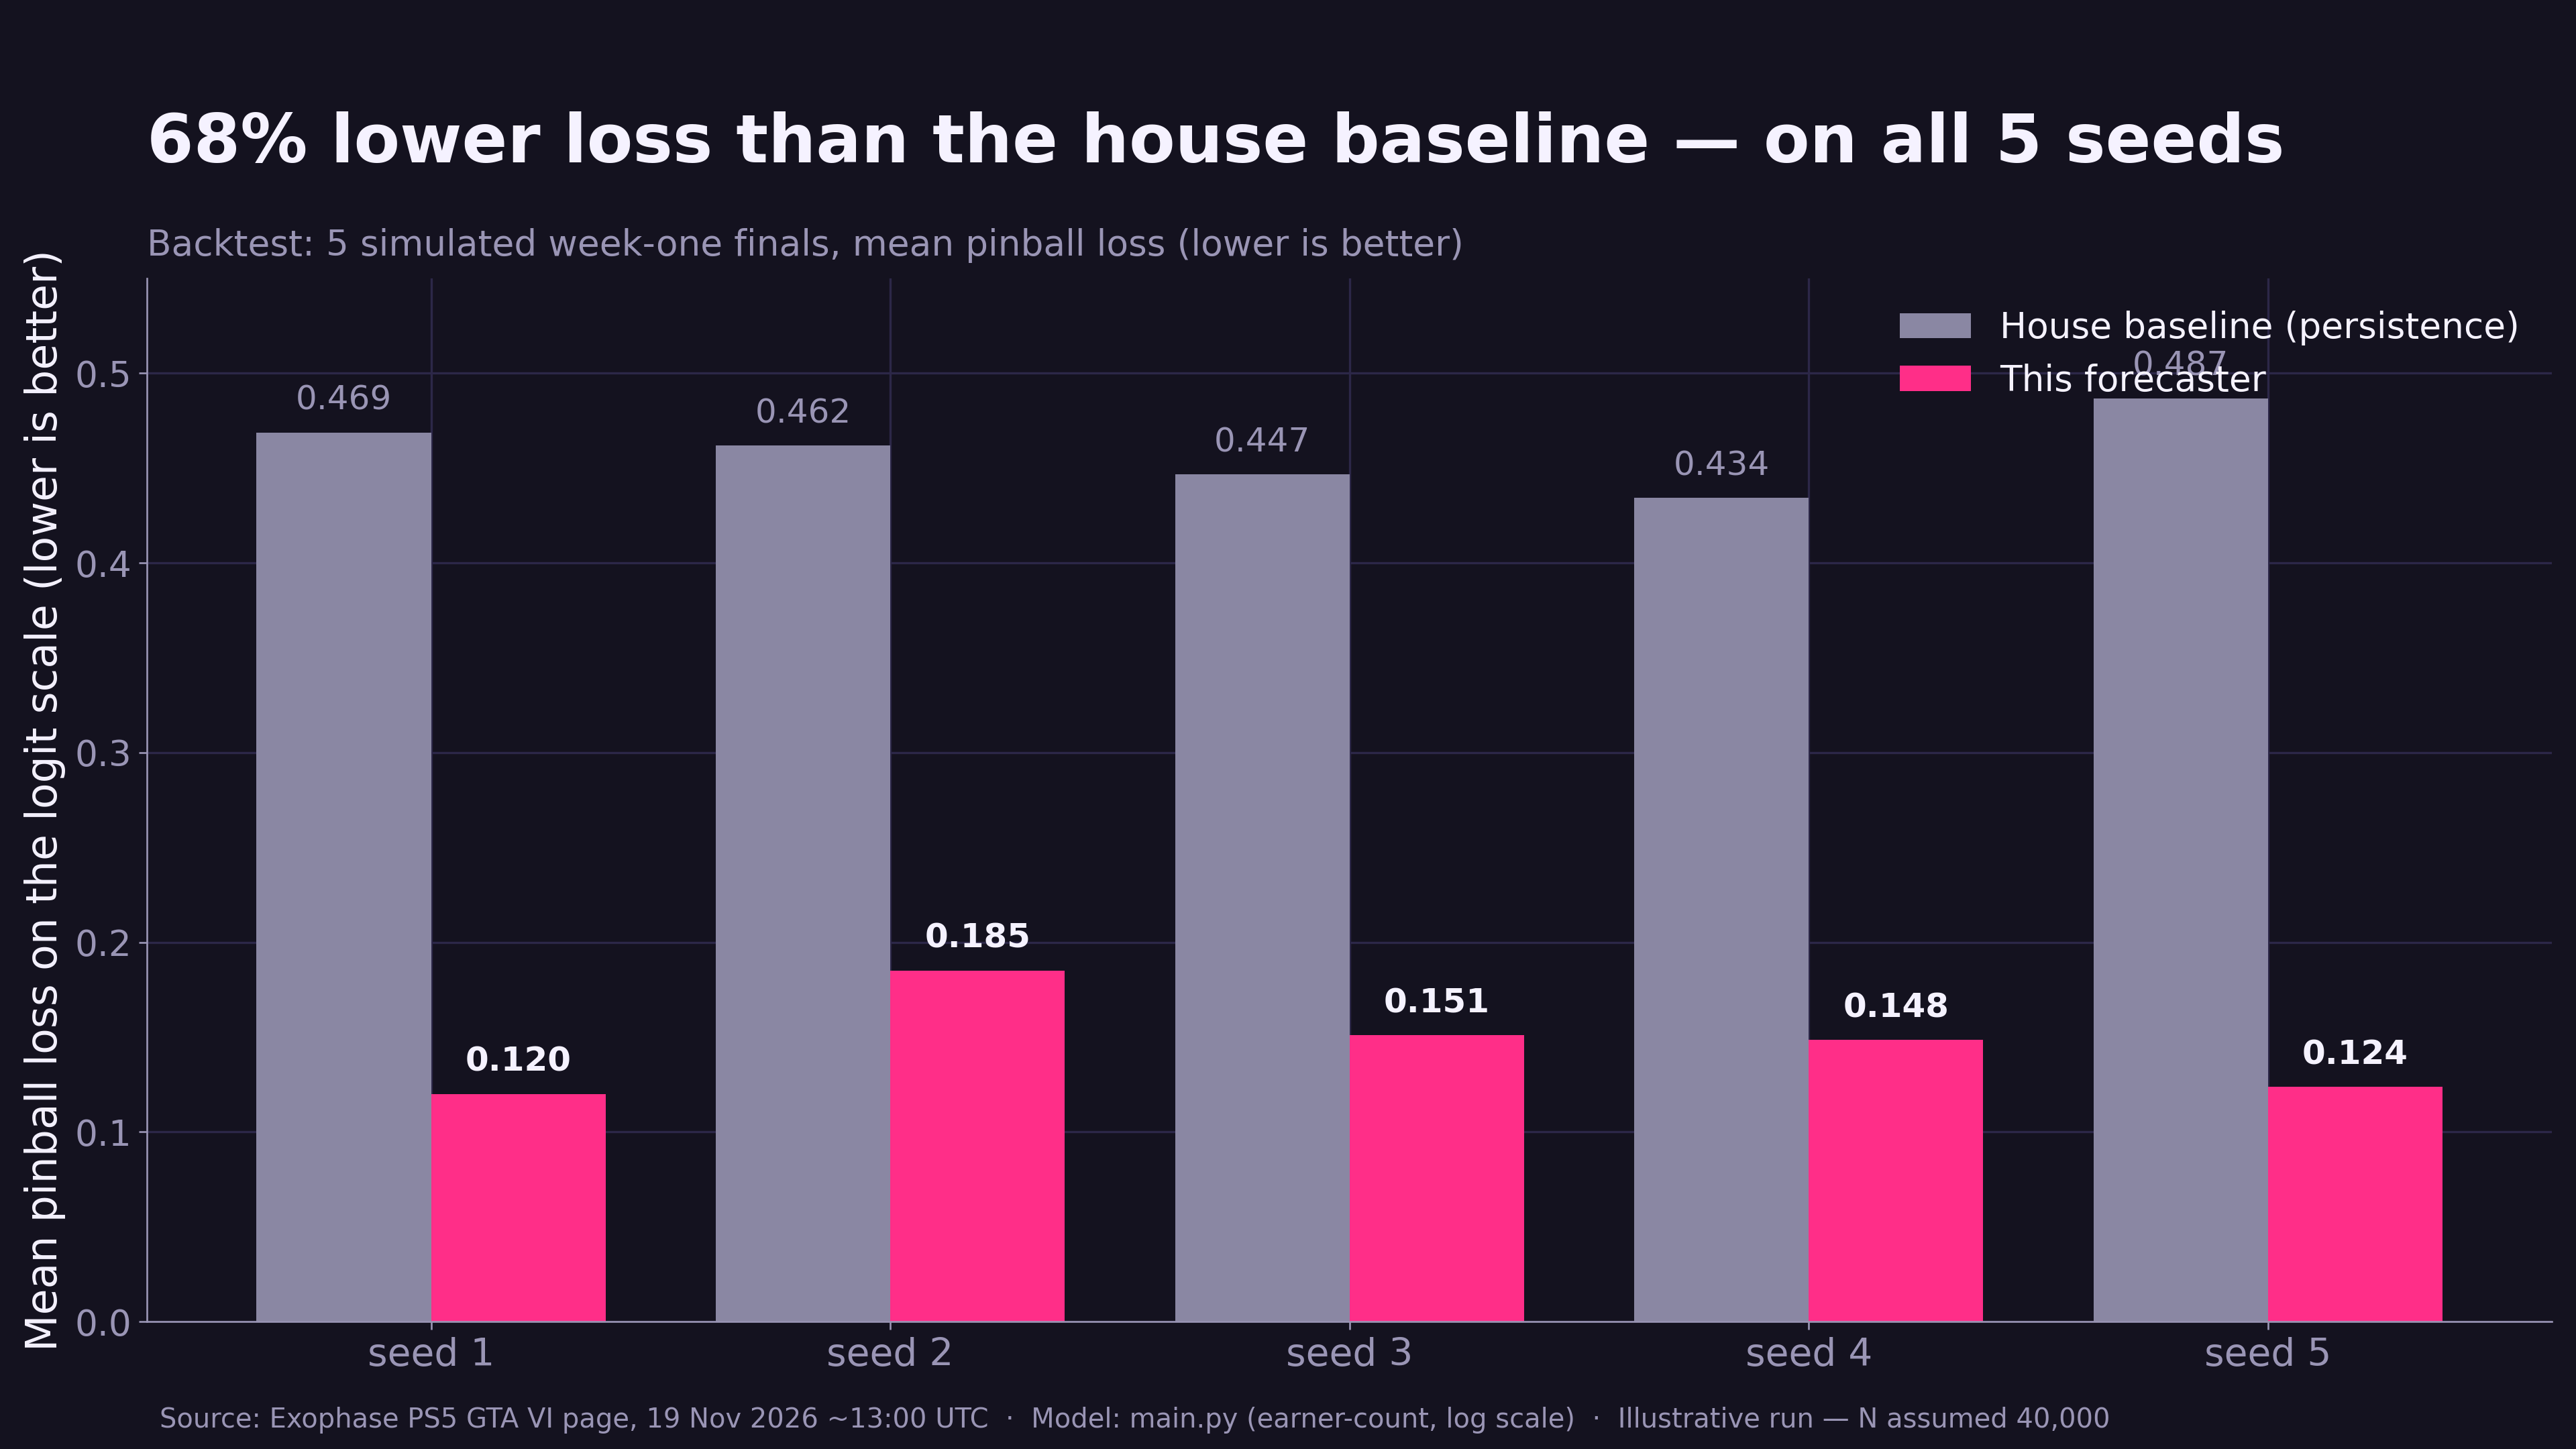 68% lower loss than the house baseline — on all 5 seeds
Backtest: 5 simulated week-one finals, mean pinball loss (lower is better)
Mean pinball loss on the logit scale (lower is better)
House baseline (persistence)
This forecaster
0.5
0.4
0.3
0.2
0.1
0.0
0.469
0.462
0.447
0.434
0.487
0.120
0.185
0.151
0.148
0.124
seed 1
seed 2
seed 3
seed 4
seed 5
Source: Exophase PS5 GTA VI page, 19 Nov 2026 ~13:00 UTC · Model: main.py (earner-count, log scale) · Illustrative run — N assumed 40,000